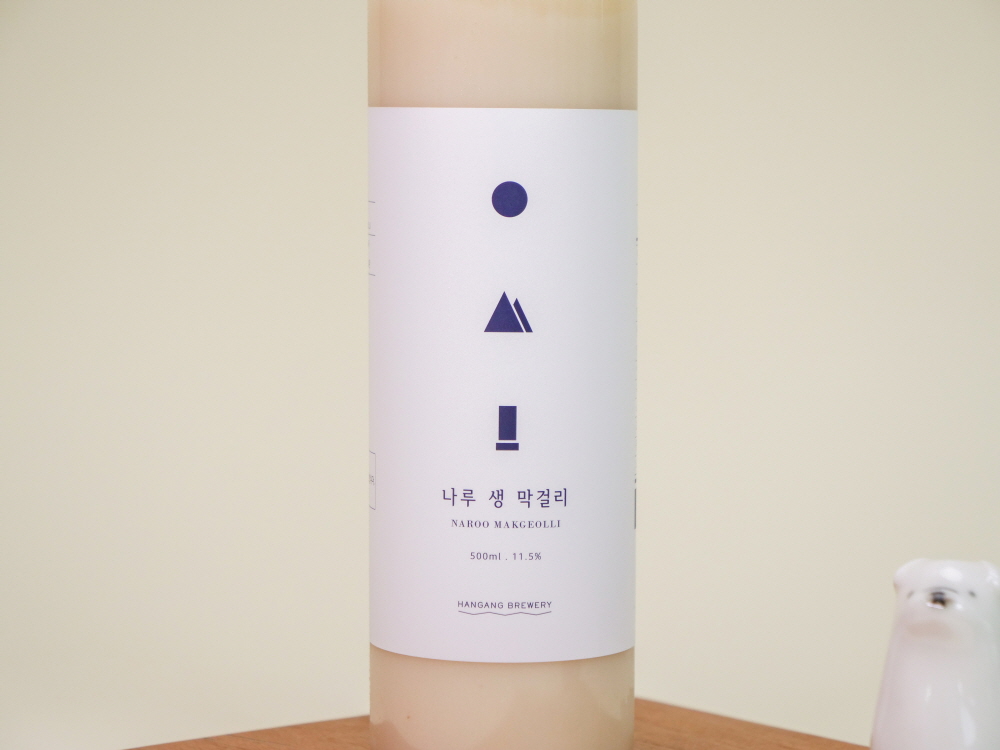 나루 생 막걸리
NAROO MAKGEOLLI
500ml . 11.5%
HANGANG BREWERY